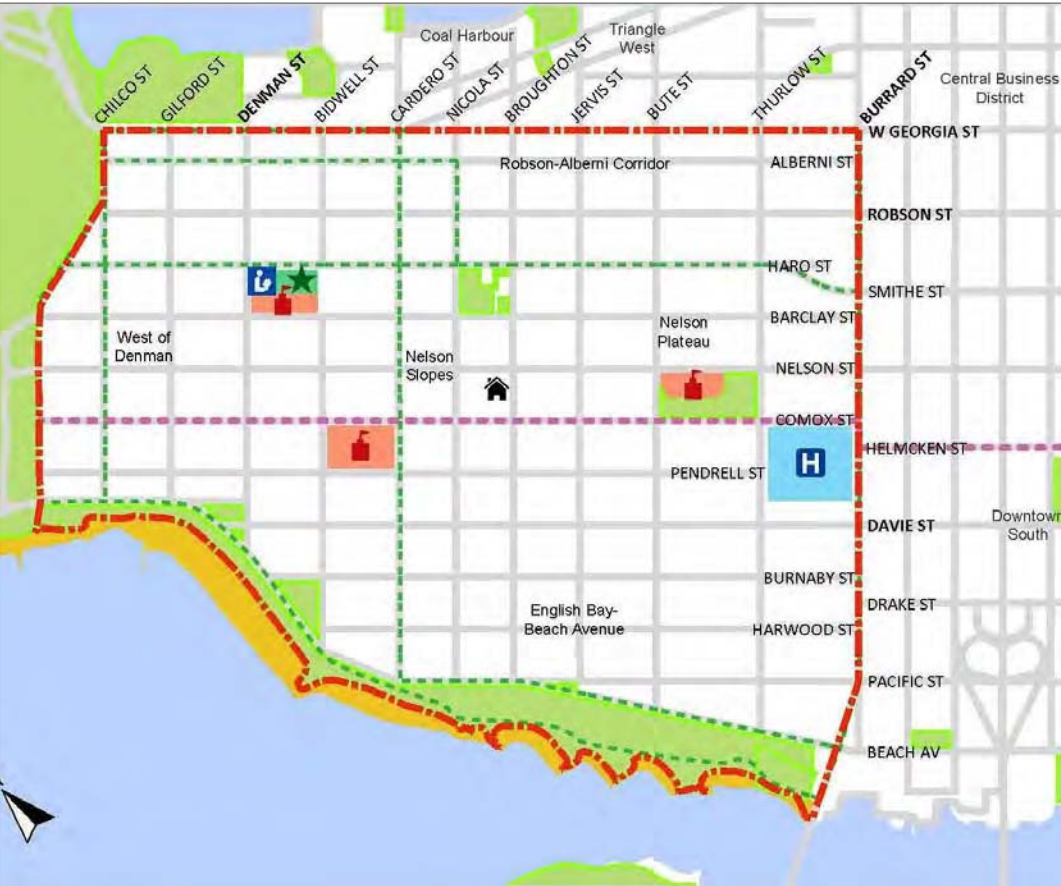 Coal Harbour
Triangle
West
CHILCO ST
GILFORD ST
DENMAN ST
BIDWELL ST
CARDERO ST
NICOLA ST
BROUGHTON ST
JERVIS ST
BUTE ST
THURLOW ST
BURRARD ST
Central Business
District
W GEORGIA ST
Robson-Alberni Corridor
ALBERNI ST
ROBSON ST
HARO ST
SMITHE ST
BARCLAY ST
West of
Denman
Nelson
Slopes
Nelson
Plateau
NELSON ST
COMOX ST
HELMCKEN ST
H
PENDRELL ST
DAVIE ST
Downtown
South
BURNABY ST
DRAKE ST
English Bay-
Beach Avenue
HARWOOD ST
PACIFIC ST
BEACH AV